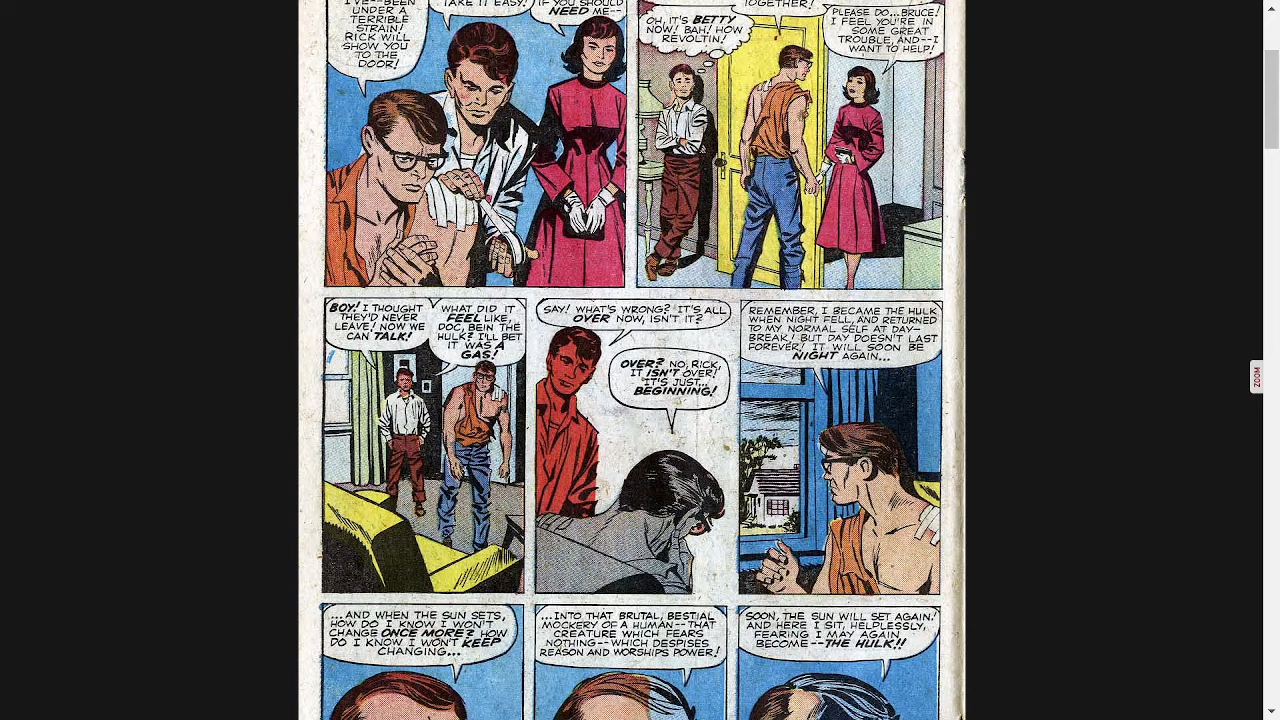 I'VE--BEEN
UNDER A
TERRIBLE
STRAIN!
RICK WILL
SHOW YOU
TO THE
DOOR!
TAKE IT EASY!
IF YOU SHOULD
NEED ME--
OH, IT'S BETTY
NOW! BAH! HOW
REVOLTIN'!
TOGETHER!
PLEASE DO.. BRUCE!
I FEEL YOU'RE IN
SOME GREAT
TROUBLE, AND--I
WANT TO HELP!
BOY! I THOUGHT
THEY'D NEVER
LEAVE! NOW WE
CAN TALK!
WHAT DID IT
FEEL LIKE,
DOC, BEIN THE
HULK? I'LL BET
IT WAS A
GAS!
SAY! WHAT'S WRONG? IT'S ALL
OVER NOW, ISN'T IT?
OVER? NO, RICK,
IT ISN'T OVER!
IT'S JUST
BEGINNING!
REMEMBER, I BECAME THE HULK
WHEN NIGHT FELL, AND RETURNED
TO MY NORMAL SELF AT DAY-
BREAK, BUT DAY DOESN'T LAST
FOREVER! IT WILL SOON BE
NIGHT AGAIN...
...AND WHEN THE SUN SETS,
HOW DO I KNOW I WON'T
CHANGE ONCE MORE? HOW
DO I KNOW I WON'T KEEP
CHANGING...
...INTO THAT BRUTAL, BESTIAL
MOCKERY OF A HUMAN--THAT
CREATURE WHICH FEARS
NOTHING--WHICH DESPISES
REASON AND WORSHIPS POWER!
SOON, THE SUN WILL SET AGAIN!
AND HERE I SIT, HELPLESSLY,
FEARING I MAY AGAIN
BECOME--THE HULK!!
ZOOM